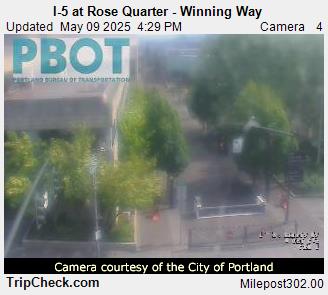 I-5 at Rose Quarter - Winning Way
Updated May 09 2025 4:29 PM Camera 4
PBOT
PORTLAND BUREAU OF TRANSPORTATION
Camera courtesy of the City of Portland
TripCheck.com Milepost302.00